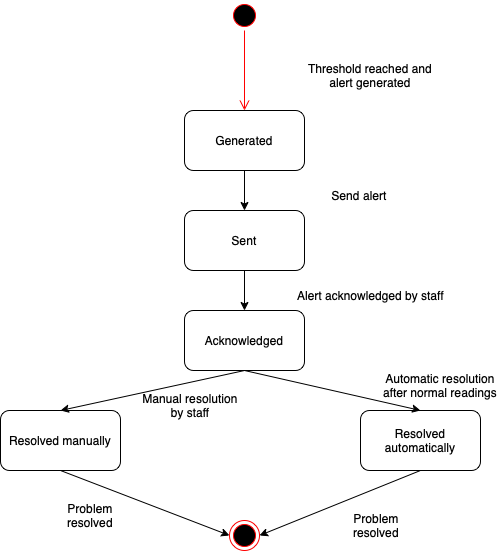 Threshold reached and
alert generated
Generated
Send alert
Sent
Alert acknowledged by staff
Acknowledged
Manual resolution
by staff
Automatic resolution
after normal readings
Resolved manually
Resolved
automatically
Problem
resolved
Problem
resolved